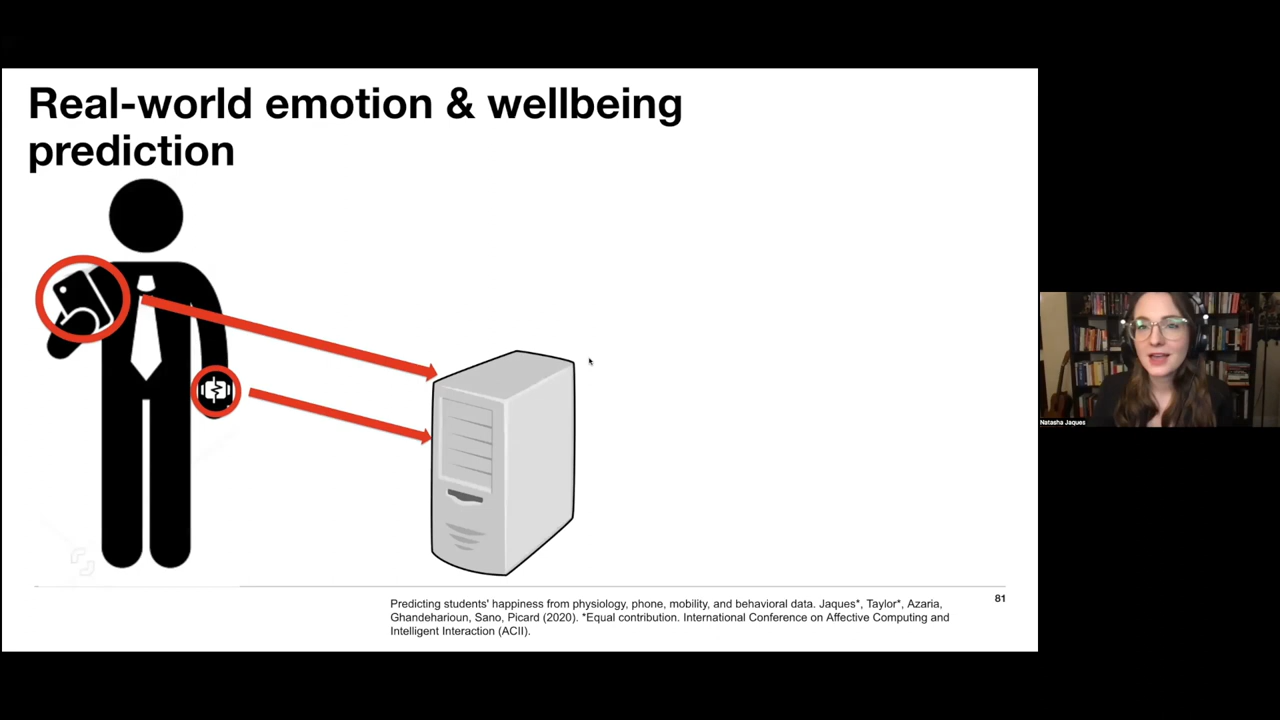 Real-world emotion & wellbeing
prediction
Natasha Jaques
Predicting students' happiness from physiology, phone, mobility, and behavioral data. Jaques*, Taylor*, Azaria,
Ghandeharioun, Sano, Picard (2020). *Equal contribution. International Conference on Affective Computing and
Intelligent Interaction (ACII).
81